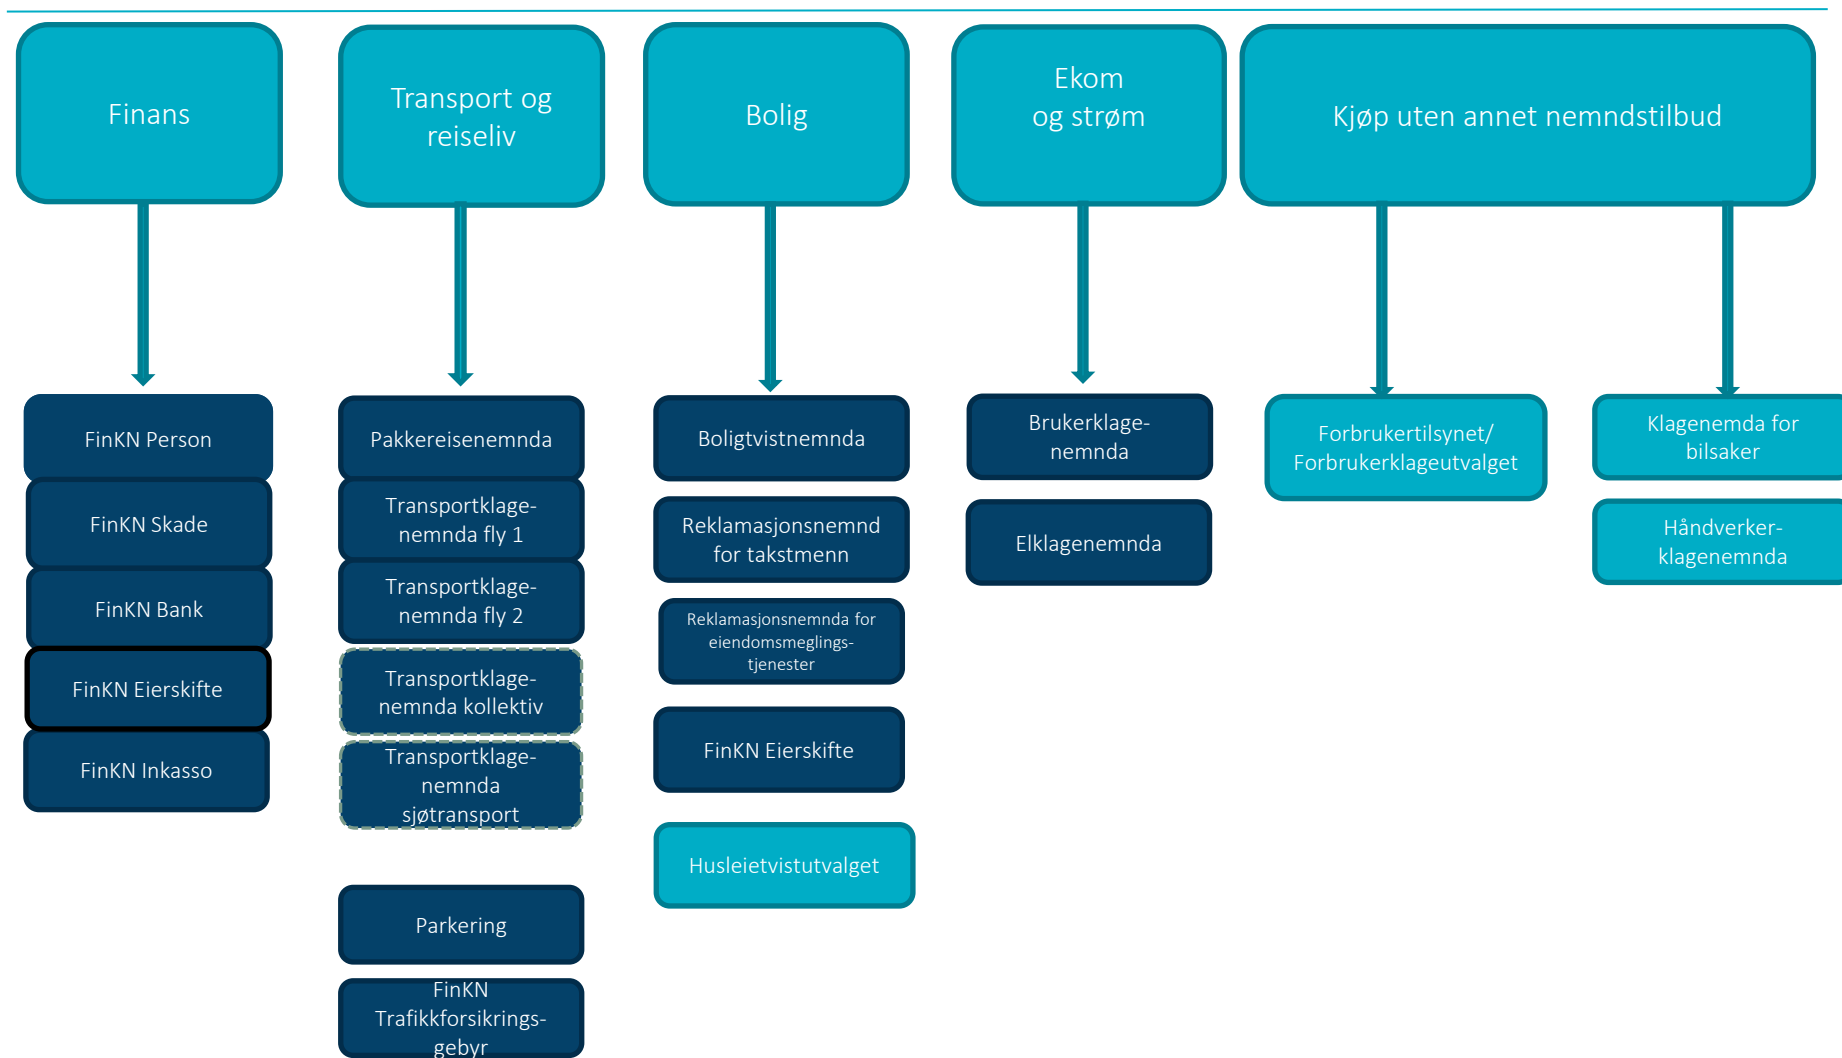 Finans
Transport og
reiseliv
Bolig
Ekom
og strøm
Kjøp uten annet nemndstilbud
FinKN Person
FinKN Skade
FinKN Bank
FinKN Eierskifte
FinKN Inkasso
Pakkereisenemnda
Transportklage-
nemnda fly 1
Transportklage-
nemnda fly 2
Transportklage-
nemnda kollektiv
Transportklage-
nemnda
sjøtransport
Parkering
FinKN
Trafikkforsikrings-
gebyr
Boligtvistnemnda
Reklamasjonsnemnd
for takstmenn
Reklamasjonsnemnda for
eiendomsmeglings-
tjenester
FinKN Eierskifte
Husleietvistutvalget
Brukerklage-
nemnda
Elklagenemnda
Forbrukertilsynet/
Forbrukerklageutvalget
Klagenemda for
bilsaker
Håndverker-
klagenemnda